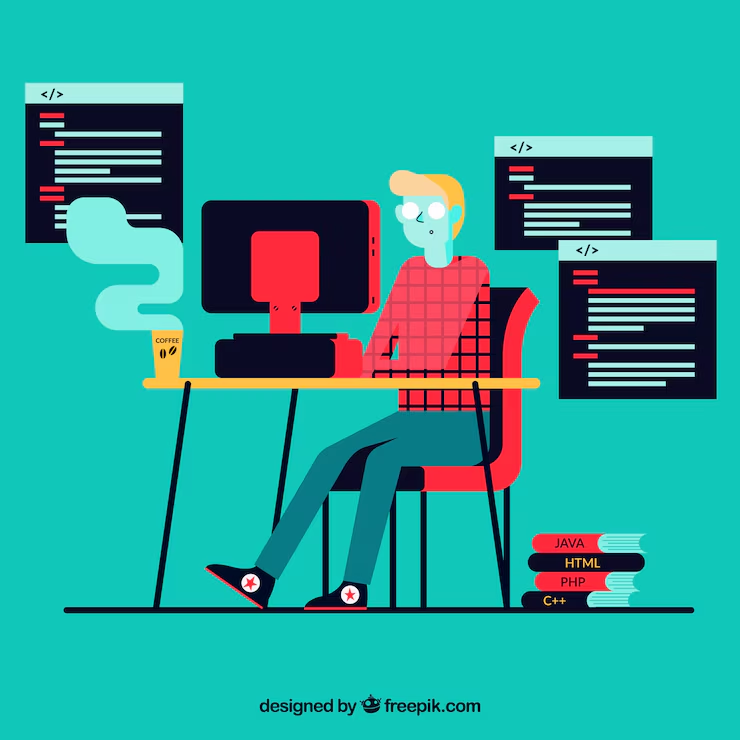 </>
</>
</>
COFFEE
JAVA
HTML
PHP
C++
designed by freepik.com